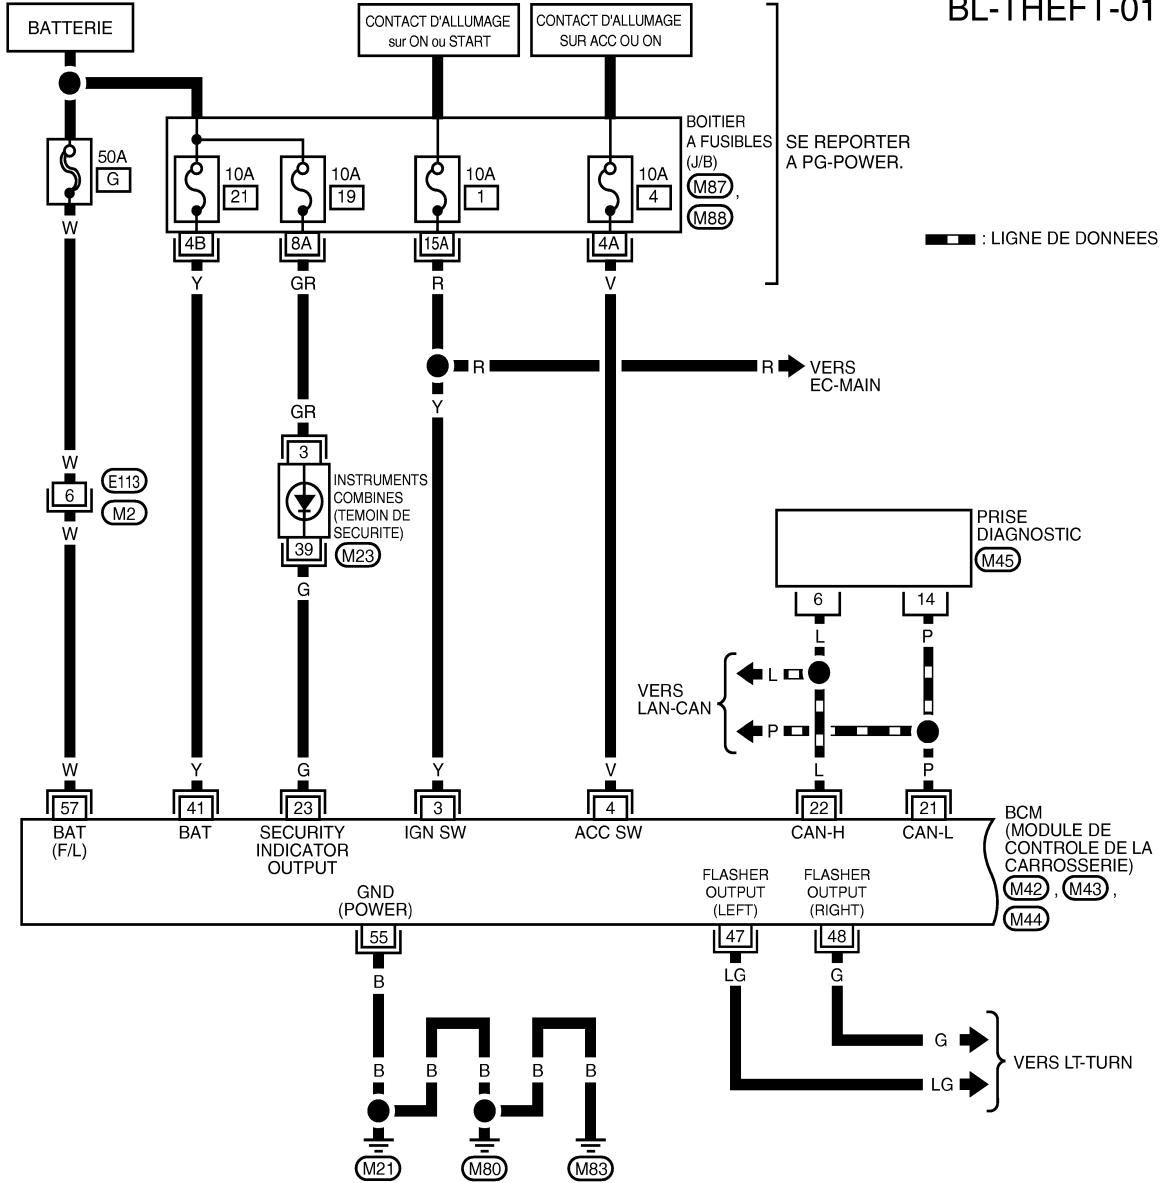 BL-THEFT-01
BATTERIE
CONTACT D'ALLUMAGE
sur ON ou START
CONTACT D'ALLUMAGE
SUR ACC OU ON
BOITIER
A FUSIBLES
(J/B)
M87 ,
M88
SE REPORTER
A PG-POWER.
50A
G
10A
21
10A
19
10A
1
10A
4
: LIGNE DE DONNEES
4B
8A
15A
4A
W
Y
GR
R
V
R
R
VERS
EC-MAIN
Y
GR
W
6
E113
M2
W
3
INSTRUMENTS
COMBINES
(TEMOIN DE
SECURITE)
39
M23
G
PRISE
DIAGNOSTIC
M45
6
14
L
P
VERS
LAN-CAN
L
P
W
Y
G
Y
V
L
P
57
41
23
3
4
22
21
BAT
(F/L)
BAT
SECURITY
INDICATOR
OUTPUT
IGN SW
ACC SW
CAN-H
CAN-L
BCM
(MODULE DE
CONTROLE DE LA
CARROSSERIE)
M42 , M43 ,
M44
GND
(POWER)
FLASHER
OUTPUT
(LEFT)
FLASHER
OUTPUT
(RIGHT)
55
47
48
B
LG
G
G
LG
VERS LT-TURN
B
B
B
B
B
M21
M80
M83